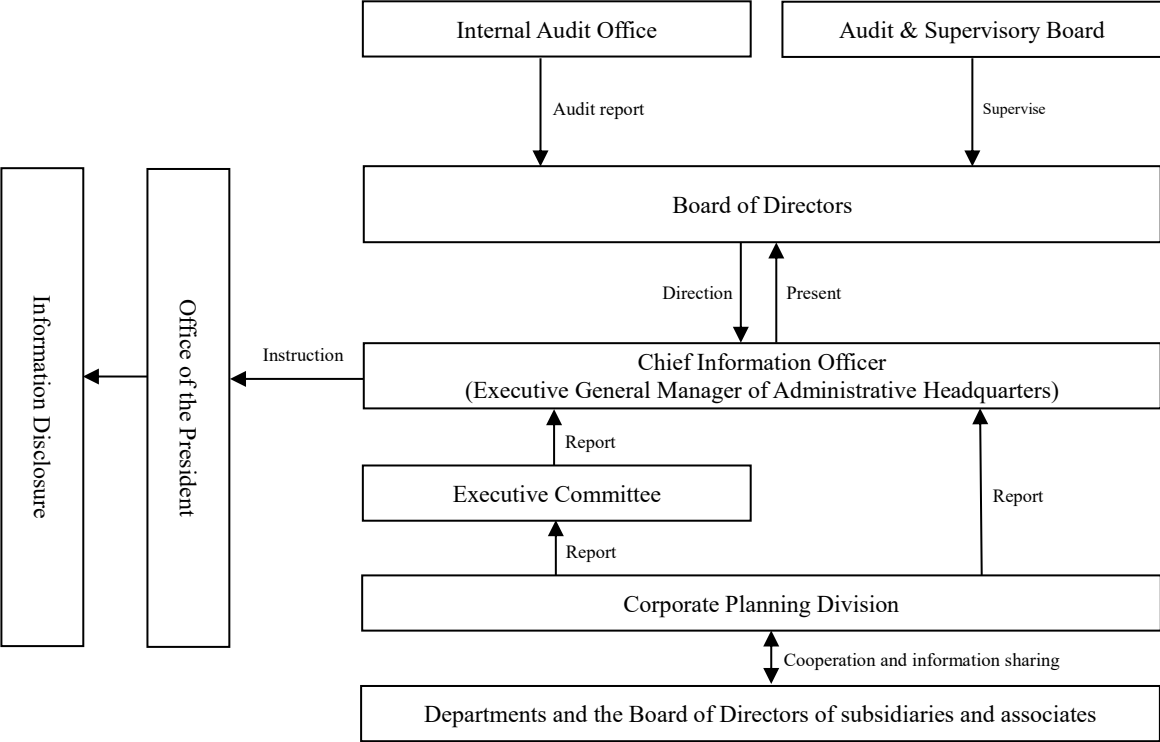 Internal Audit Office
Audit & Supervisory Board
Audit report
Supervise
Board of Directors
Direction
Present
Information Disclosure
Office of the President
Instruction
Chief Information Officer
(Executive General Manager of Administrative Headquarters)
Report
Executive Committee
Report
Report
Corporate Planning Division
Cooperation and information sharing
Departments and the Board of Directors of subsidiaries and associates